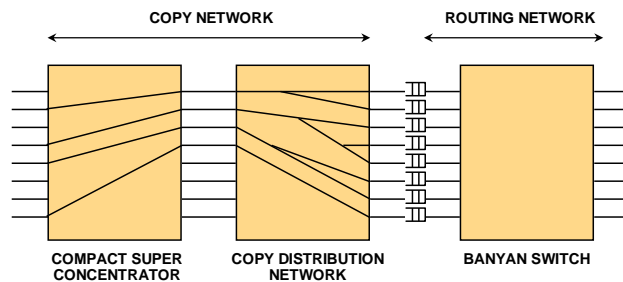 COPY NETWORK
ROUTING NETWORK
COMPACT SUPER
CONCENTRATOR
COPY DISTRIBUTION
NETWORK
BANYAN SWITCH